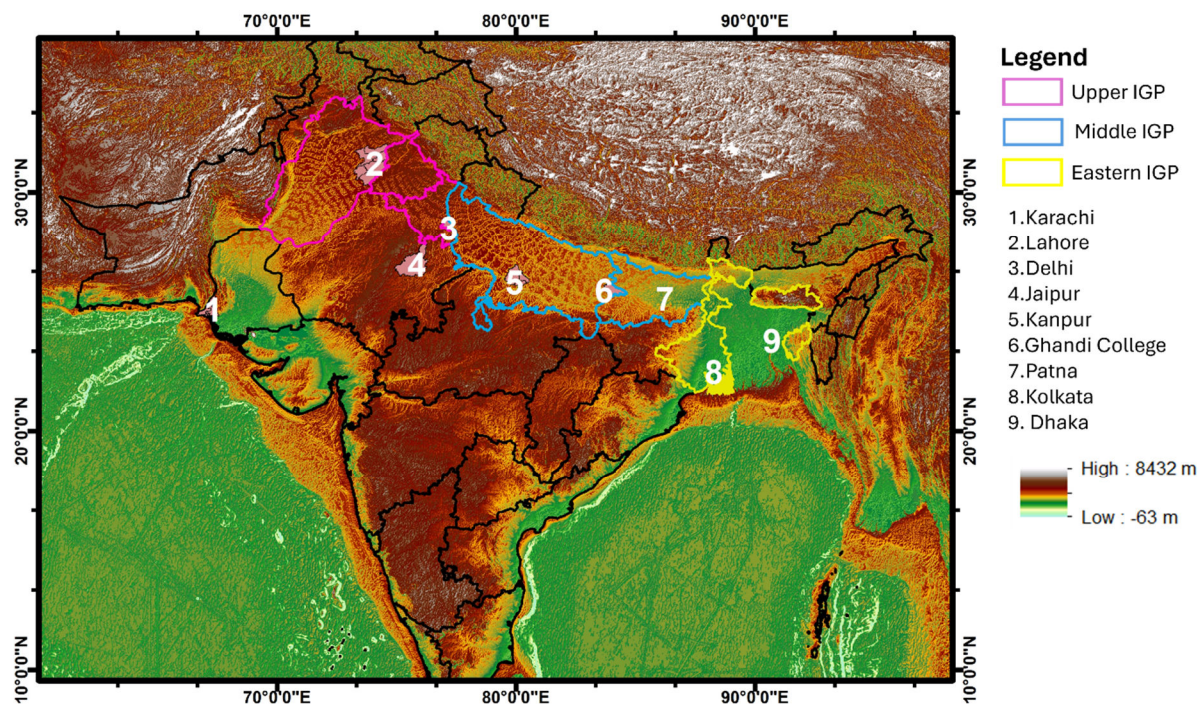 70°0'0"E 80°0'0"E 90°0'0"E
Legend
Upper IGP
Middle IGP
Eastern IGP
1.Karachi
2.Lahore
3.Delhi
4.Jaipur
5.Kanpur
6.Ghandi College
7.Patna
8.Kolkata
9. Dhaka
High : 8432 m
Low : -63 m
30°0'0"N
20°0'0"N
10°0'0"N
30°0'0"N
20°0'0"N
10°0'0"N
2
3
4
5
6
7
1
9
8
70°0'0"E 80°0'0"E 90°0'0"E